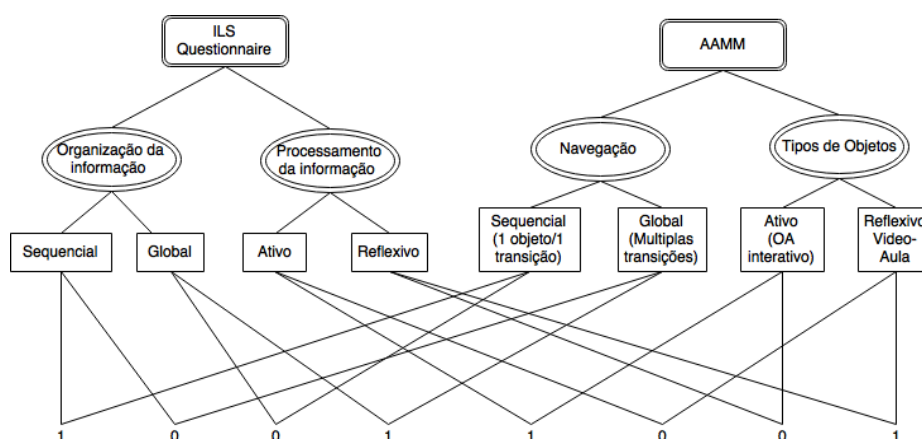 ILS
Questionnaire
AAMM
Organização da
informação
Processamento
da informação
Navegação
Tipos de Objetos
Sequencial
Global
Ativo
Reflexivo
Sequencial
(1 objeto/1
transição)
Global
(Multiplas
transições)
Ativo
(OA
interativo)
Reflexivo
Video-
Aula
1 0 0 1 1 0 0 1